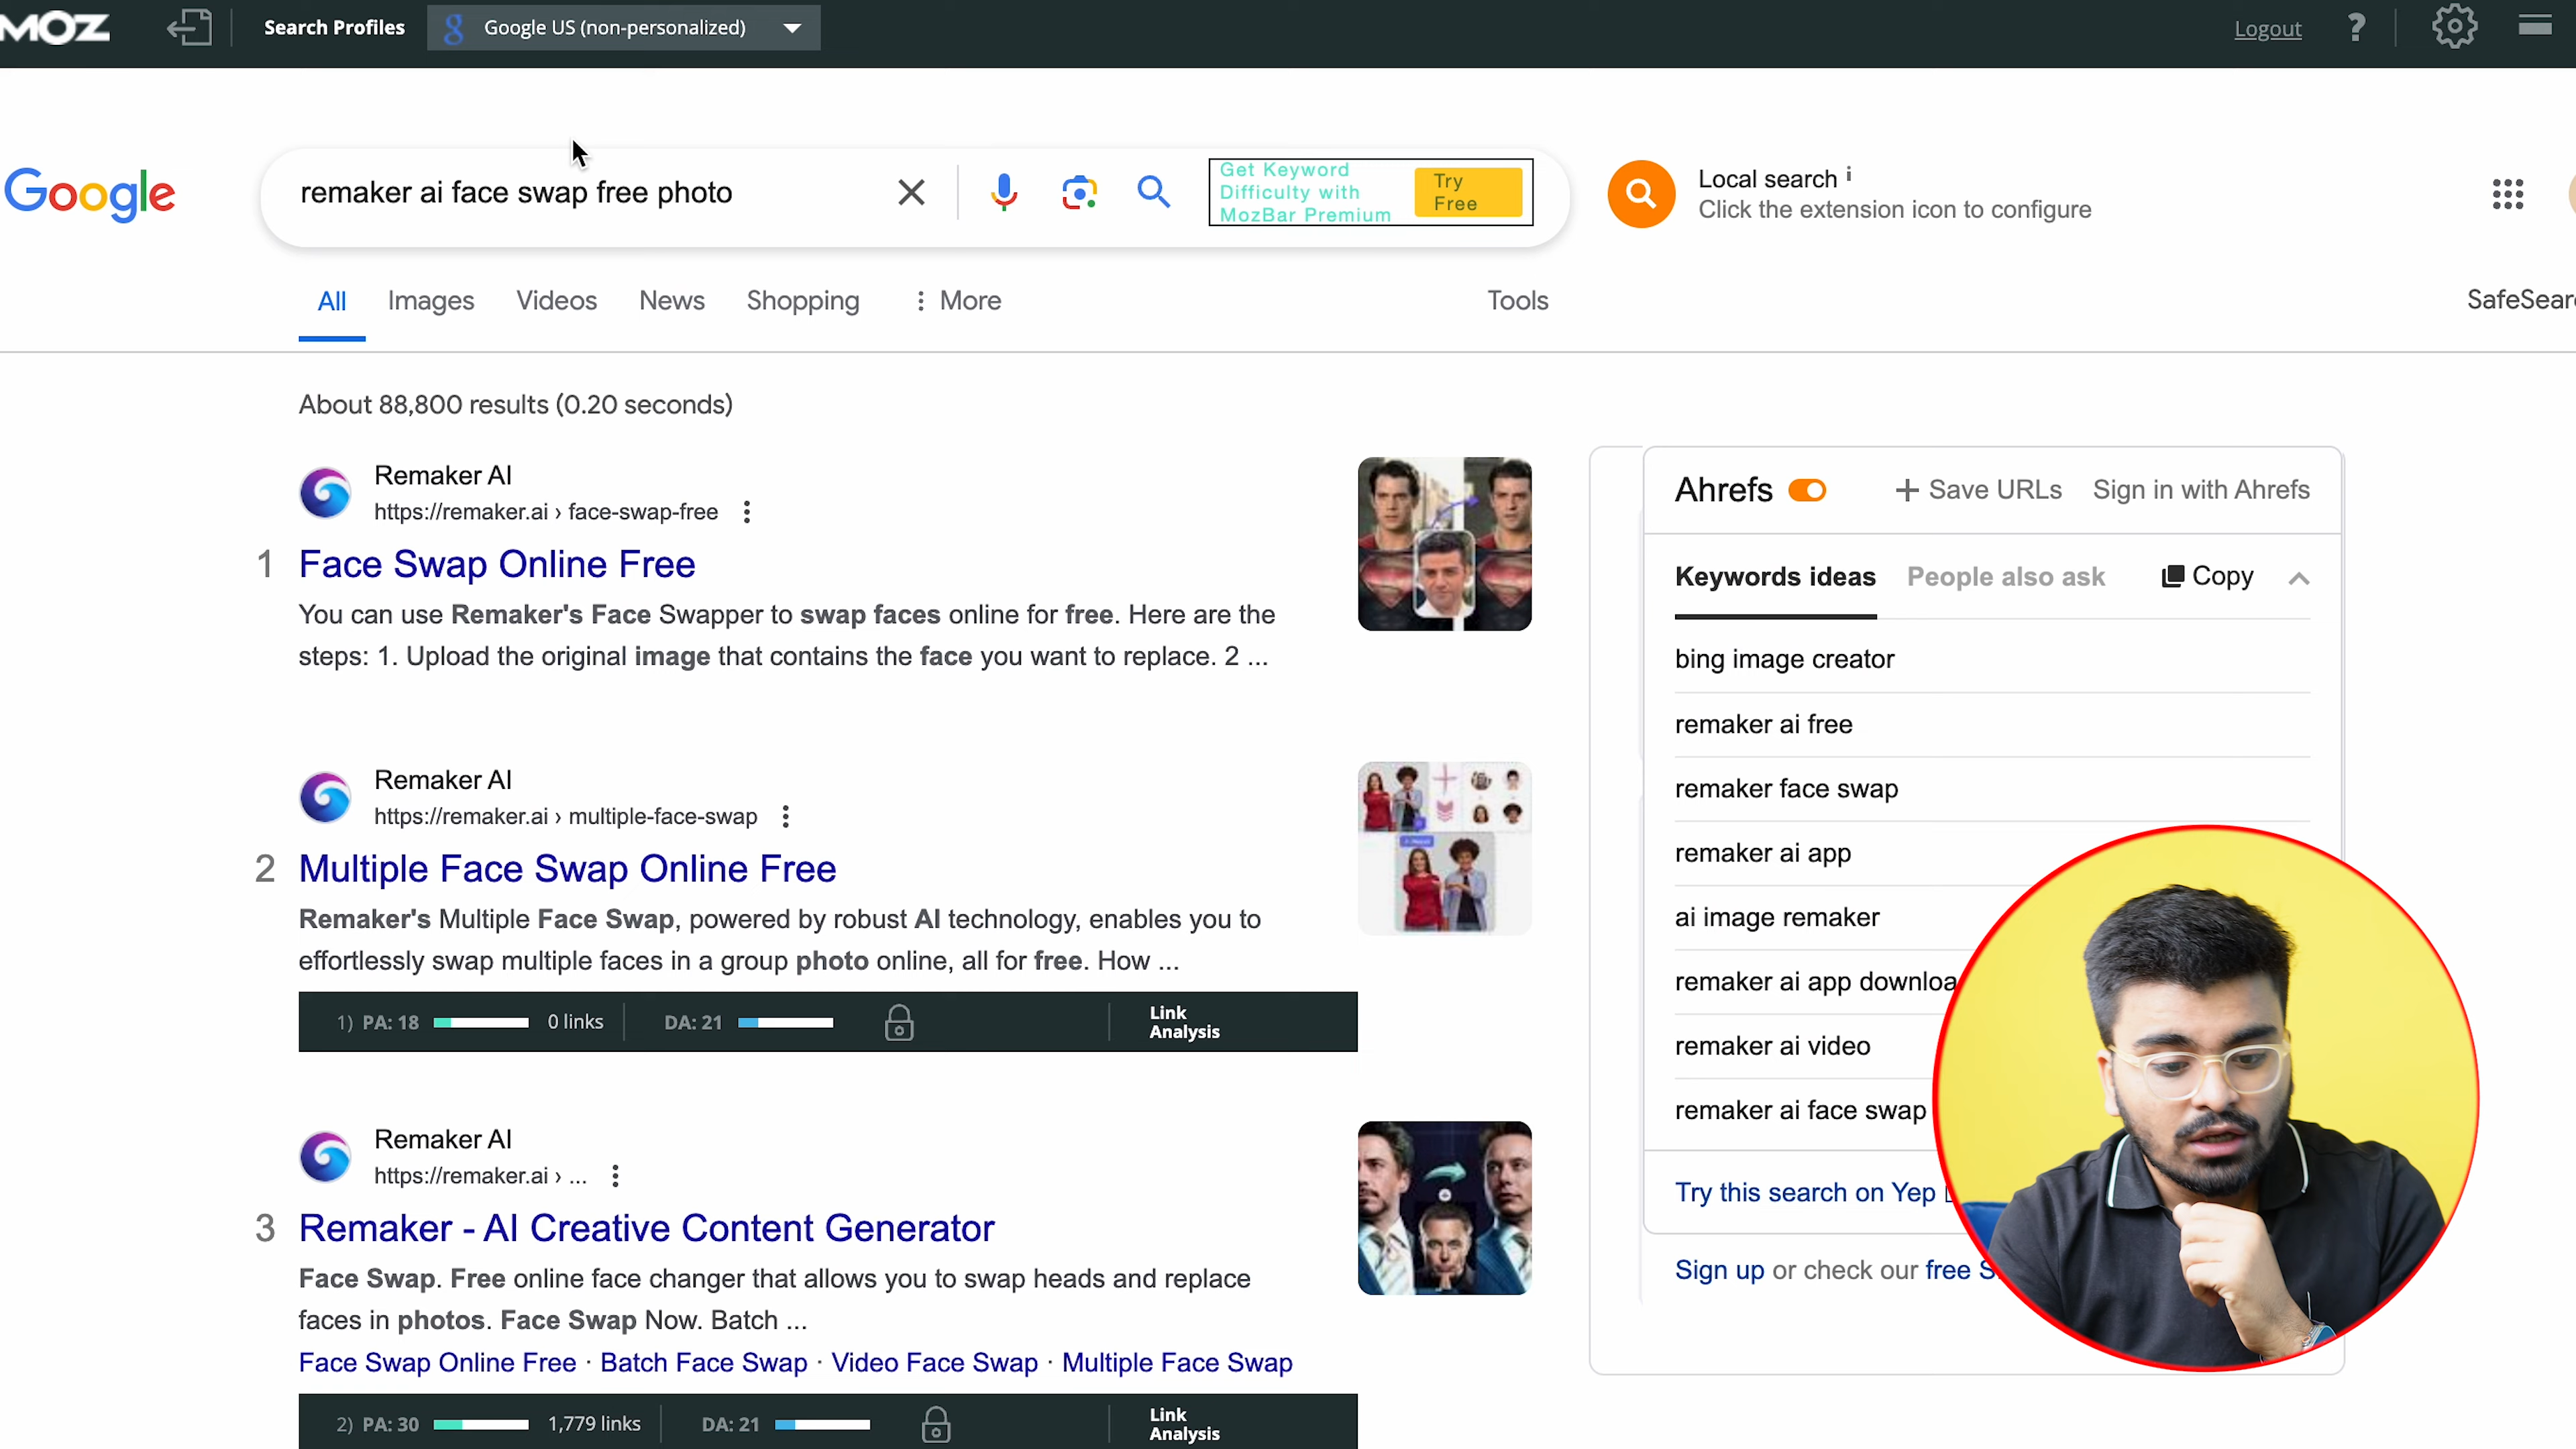 MOZ
Search Profiles
Google US (non-personalized)
Logout
?
Google
remaker ai face swap free photo
Get Keyword
Difficulty with
MozBar Premium
Try
Free
Local search i
Click the extension icon to configure
All
Images
Videos
News
Shopping
More
Tools
About 88,800 results (0.20 seconds)
Remaker AI
https://remaker.ai › face-swap-free
1 Face Swap Online Free
You can use Remaker's Face Swapper to swap faces online for free. Here are the
steps: 1. Upload the original image that contains the face you want to replace. 2 ...
Remaker AI
https://remaker.ai › multiple-face-swap
2 Multiple Face Swap Online Free
Remaker's Multiple Face Swap, powered by robust AI technology, enables you to
effortlessly swap multiple faces in a group photo online, all for free. How ...
1) PA: 18 0 links DA: 21
Link
Analysis
Remaker AI
https://remaker.ai › ...
3 Remaker - AI Creative Content Generator
Face Swap. Free online face changer that allows you to swap heads and replace
faces in photos. Face Swap Now. Batch ...
Face Swap Online Free · Batch Face Swap · Video Face Swap · Multiple Face Swap
2) PA: 30 1,779 links DA: 21
Link
Analysis
Ahrefs
+ Save URLs
Sign in with Ahrefs
Keywords ideas
People also ask
Copy
bing image creator
remaker ai free
remaker face swap
remaker ai app
ai image remaker
remaker ai app
remaker ai video
remaker ai face swap
Try this search on Yep
Sign up or check our free